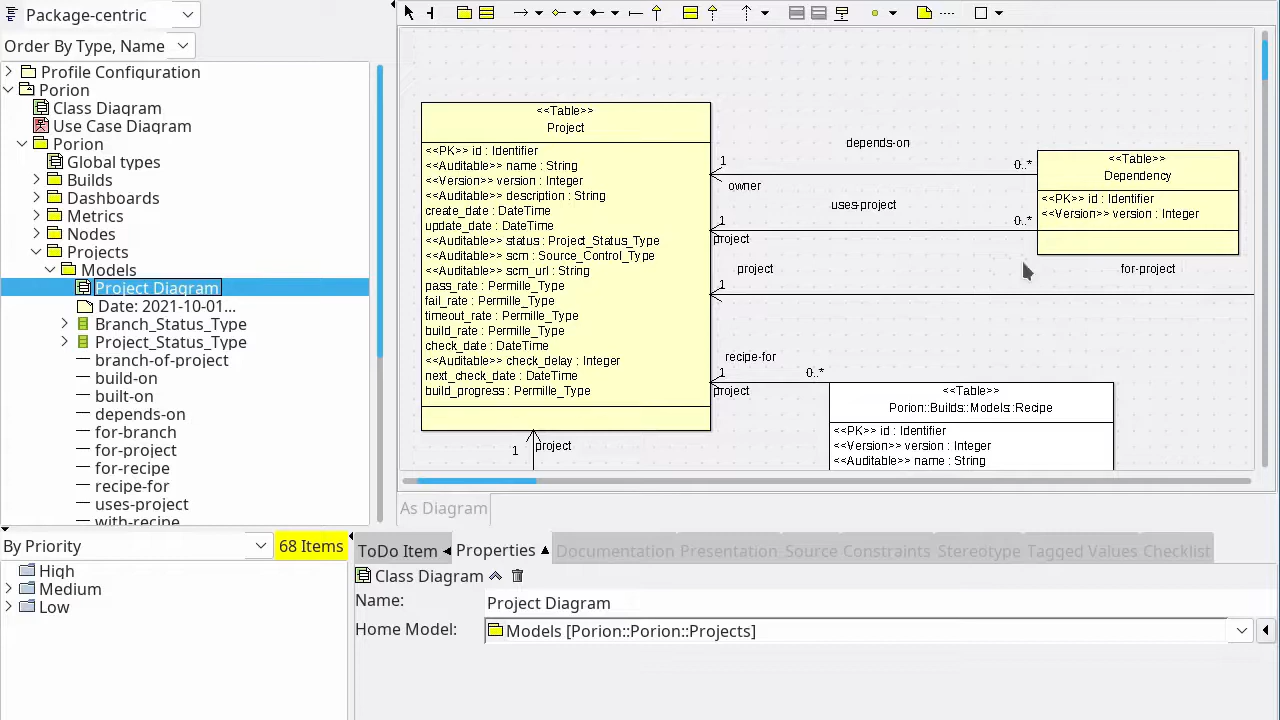 Package-centric
Order By Type, Name
Profile Configuration
Porion
Class Diagram
Use Case Diagram
Porion
Global types
Builds
Dashboards
Metrics
Nodes
Projects
Models
Project Diagram
Date: 2021-10-01...
Branch_Status_Type
Project_Status_Type
branch-of-project
build-on
built-on
depends-on
for-branch
for-project
for-recipe
recipe-for
uses-project
with-recipe
<<Table>>
Project
<<PK>> id : Identifier
<<Auditable>> name : String
<<Version>> version : Integer
<<Auditable>> description : String
create_date : DateTime
update_date : DateTime
<<Auditable>> status : Project_Status_Type
<<Auditable>> scm : Source_Control_Type
<<Auditable>> scm_url : String
pass_rate : Permille_Type
fail_rate : Permille_Type
timeout_rate : Permille_Type
build_rate : Permille_Type
check_date : DateTime
<<Auditable>> check_delay : Integer
next_check_date : DateTime
build_progress : Permille_Type
depends-on
1
0..*
owner
uses-project
1
0..*
project
project
for-project
1
recipe-for
1
0..*
project
1
project
<<Table>>
Dependency
<<PK>> id : Identifier
<<Version>> version : Integer
<<Table>>
Porion::Builds::Models::Recipe
<<PK>> id : Identifier
<<Version>> version : Integer
<<Auditable>> name : String
As Diagram
By Priority
68 Items
High
Medium
Low
ToDo Item
Properties
Documentation
Presentation
Source
Constraints
Stereotype
Tagged Values
Checklist
Class Diagram
Name:
Project Diagram
Home Model:
Models [Porion::Porion::Projects]